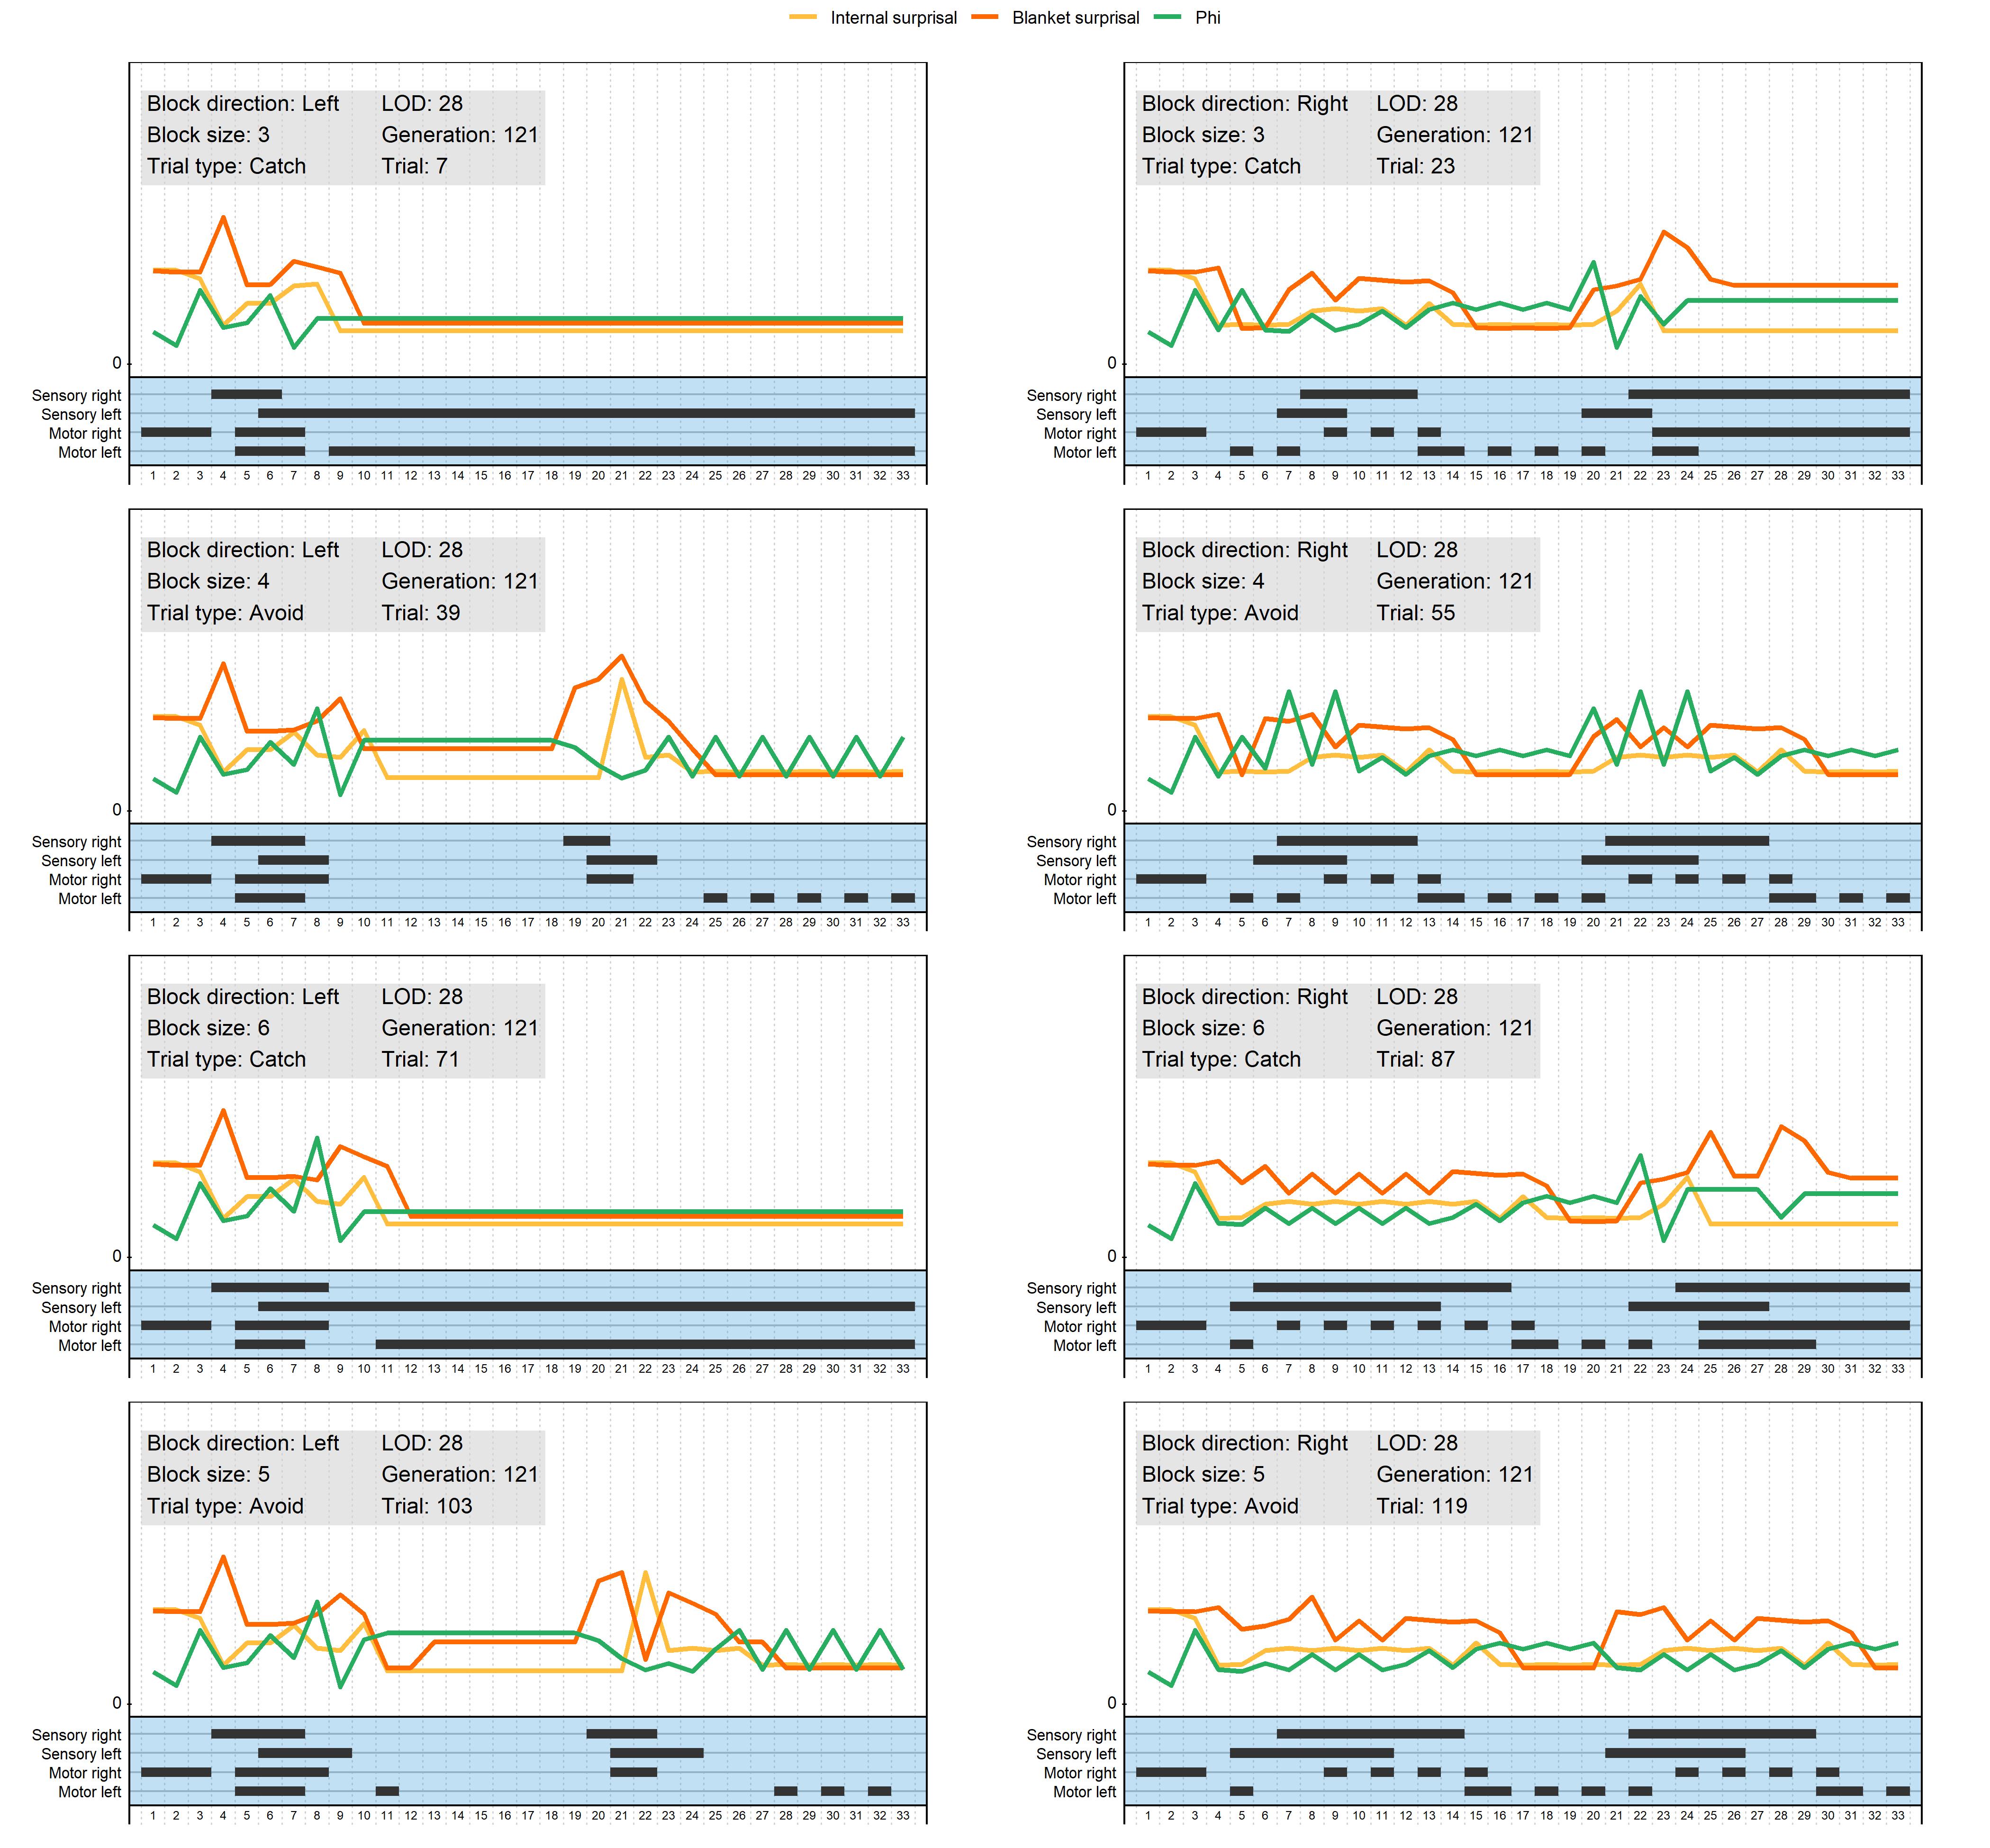 Internal surprisal Blanket surprisal Phi
Block direction: Left LOD: 28
Block size: 3 Generation: 121
Trial type: Catch Trial: 7
0
Sensory right
Sensory left
Motor right
Motor left
1 2 3 4 5 6 7 8 9 10 11 12 13 14 15 16 17 18 19 20 21 22 23 24 25 26 27 28 29 30 31 32 33
Block direction: Right LOD: 28
Block size: 3 Generation: 121
Trial type: Catch Trial: 23
0
Sensory right
Sensory left
Motor right
Motor left
1 2 3 4 5 6 7 8 9 10 11 12 13 14 15 16 17 18 19 20 21 22 23 24 25 26 27 28 29 30 31 32 33
Block direction: Left LOD: 28
Block size: 4 Generation: 121
Trial type: Avoid Trial: 39
0
Sensory right
Sensory left
Motor right
Motor left
1 2 3 4 5 6 7 8 9 10 11 12 13 14 15 16 17 18 19 20 21 22 23 24 25 26 27 28 29 30 31 32 33
Block direction: Right LOD: 28
Block size: 4 Generation: 121
Trial type: Avoid Trial: 55
0
Sensory right
Sensory left
Motor right
Motor left
1 2 3 4 5 6 7 8 9 10 11 12 13 14 15 16 17 18 19 20 21 22 23 24 25 26 27 28 29 30 31 32 33
Block direction: Left LOD: 28
Block size: 6 Generation: 121
Trial type: Catch Trial: 71
0
Sensory right
Sensory left
Motor right
Motor left
1 2 3 4 5 6 7 8 9 10 11 12 13 14 15 16 17 18 19 20 21 22 23 24 25 26 27 28 29 30 31 32 33
Block direction: Right LOD: 28
Block size: 6 Generation: 121
Trial type: Catch Trial: 87
0
Sensory right
Sensory left
Motor right
Motor left
1 2 3 4 5 6 7 8 9 10 11 12 13 14 15 16 17 18 19 20 21 22 23 24 25 26 27 28 29 30 31 32 33
Block direction: Left LOD: 28
Block size: 5 Generation: 121
Trial type: Avoid Trial: 103
0
Sensory right
Sensory left
Motor right
Motor left
1 2 3 4 5 6 7 8 9 10 11 12 13 14 15 16 17 18 19 20 21 22 23 24 25 26 27 28 29 30 31 32 33
Block direction: Right LOD: 28
Block size: 5 Generation: 121
Trial type: Avoid Trial: 119
0
Sensory right
Sensory left
Motor right
Motor left
1 2 3 4 5 6 7 8 9 10 11 12 13 14 15 16 17 18 19 20 21 22 23 24 25 26 27 28 29 30 31 32 33